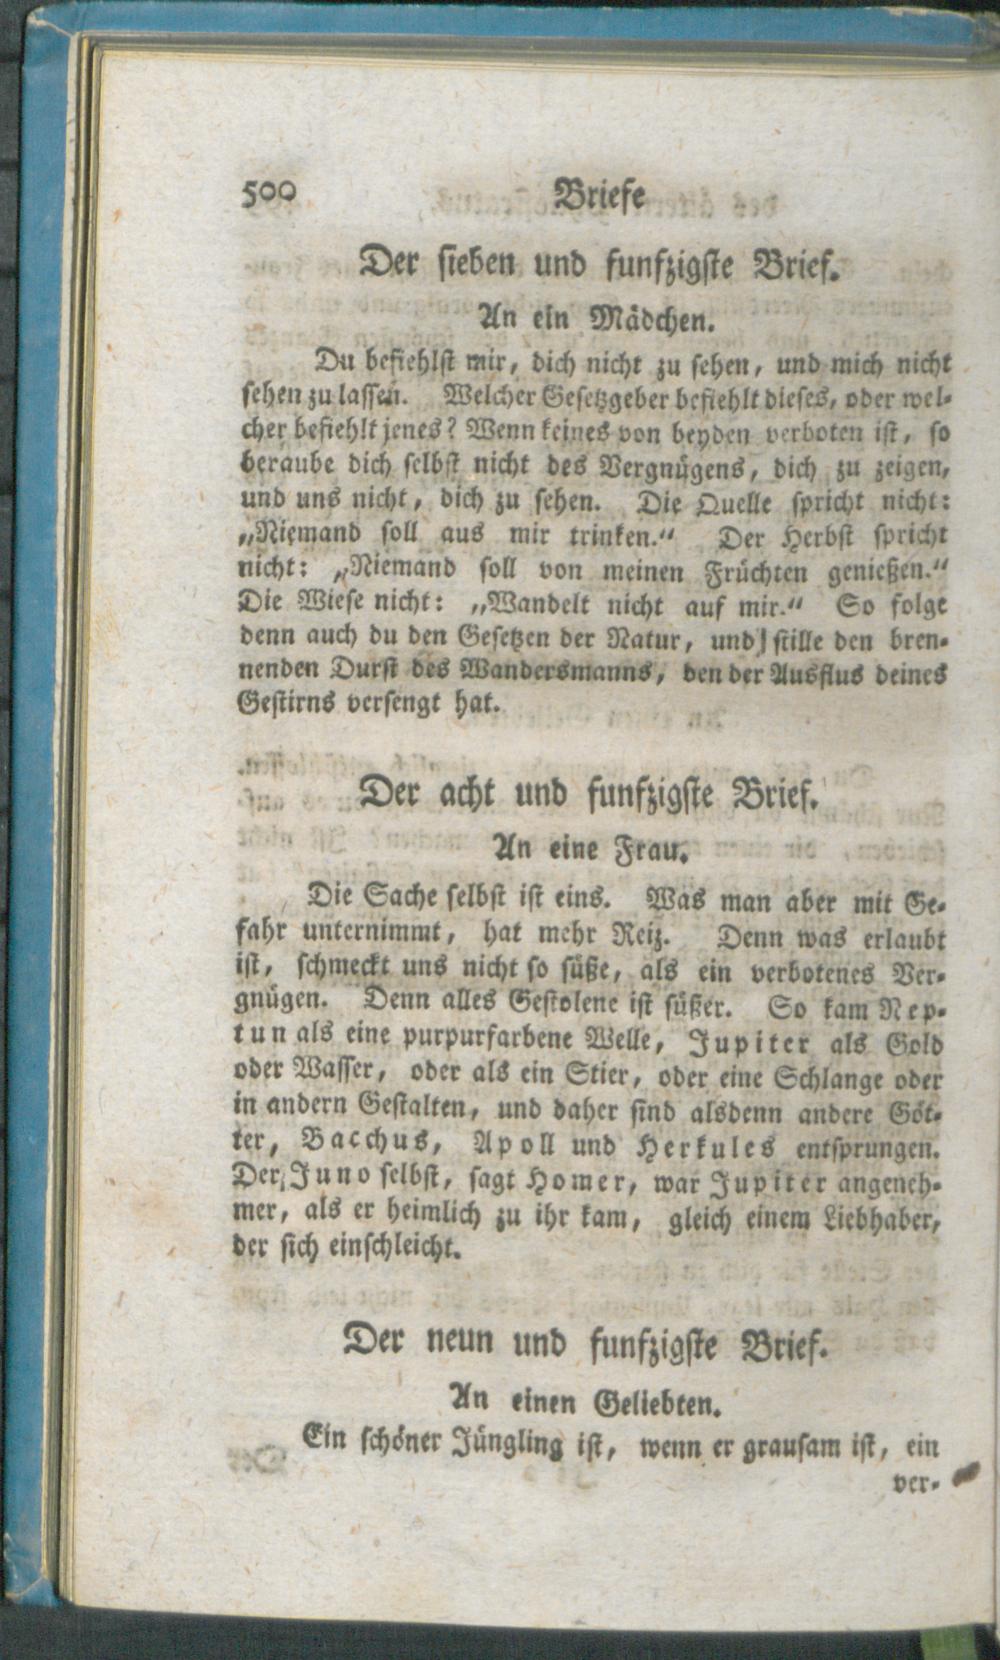 500 Briefe
Der sieben und funfzigste Brief.
An ein Mädchen.
Du befiehlst mir, dich nicht zu sehen, und mich nicht
sehen zu lassen. Welcher Gesetzgeber befiehlt dieses, oder wel-
cher befiehlt jenes? Wenn keines von beyden verboten ist, so
beraube dich selbst nicht des Vergnügens, dich zu zeigen,
und uns nicht, dich zu sehen. Die Quelle spricht nicht:
„Niemand soll aus mir trinken.“ Der Herbst spricht
nicht: „Niemand soll von meinen Früchten genießen.“
Die Wiese nicht: „Wandelt nicht auf mir.“ So folge
denn auch du den Gesetzen der Natur, und stille den bren-
nenden Durst des Wandersmanns, den der Ausflus deines
Gestirns versengt hat.
Der acht und funfzigste Brief.
An eine Frau.
Die Sache selbst ist eins. Was man aber mit Ge-
fahr unternimmt, hat mehr Reiz. Denn was erlaubt
ist, schmeckt uns nicht so süße, als ein verbotenes Ver-
gnügen. Denn alles Gestolene ist süßer. So kam Nep-
tun als eine purpurfarbene Welle, Jupiter als Gold
oder Wasser, oder als ein Stier, oder eine Schlange oder
in andern Gestalten, und daher sind alsdenn andere Göt-
ter, Bacchus, Apoll und Herkules entsprungen.
Der Juno selbst, sagt Homer, war Jupiter angeneh-
mer, als er heimlich zu ihr kam, gleich einem Liebhaber,
der sich einschleicht.
Der neun und funfzigste Brief.
An einen Geliebten.
Ein schöner Jüngling ist, wenn er grausam ist, ein
ver-